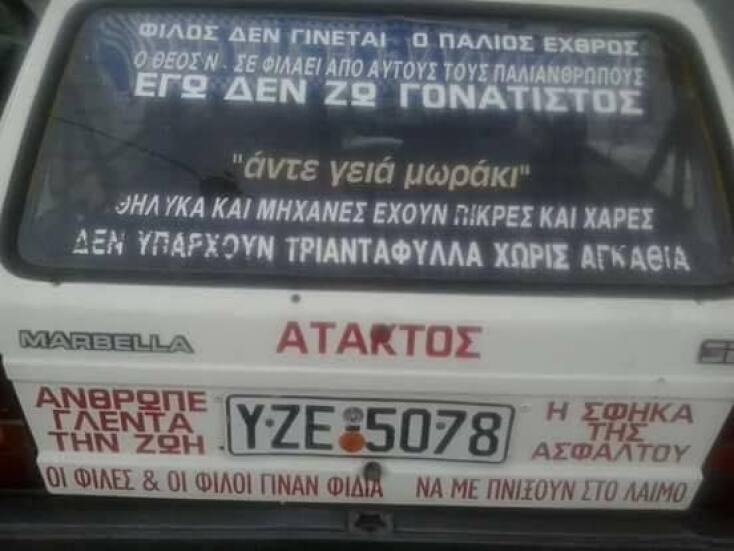 ΦΙΛΟΣ ΔΕΝ ΓΙΝΕΤΑΙ Ο ΠΑΛΙΟΣ ΕΧΘΡΟΣ
Ο ΘΕΟΣ Ν . ΣΕ ΦΙΛΑΕΙ ΑΠΟ ΑΥΤΟΥΣ ΤΟΥΣ ΠΑΛΙΑΝΘΡΩΠΟΥΣ
ΕΓΩ ΔΕΝ ΖΩ ΓΟΝΑΤΙΣΤΟΣ
"άντε γειά μωράκι"
ΘΗΛΥΚΑ ΚΑΙ ΜΗΧΑΝΕΣ ΕΧΟΥΝ ΠΙΚΡΕΣ ΚΑΙ ΧΑΡΕΣ
ΔΕΝ ΥΠΑΡΧΟΥΝ ΤΡΙΑΝΤΑΦΥΛΛΑ ΧΩΡΙΣ ΑΓΚΑΘΙΑ
MARBELLA
ΑΤΑΚΤΟΣ
ΑΝΘΡΩΠΕ
ΓΛΕΝΤΑ
ΤΗΝ ΖΩΗ
ΥΖΕ 5078
Η ΣΦΗΚΑ
ΤΗΣ
ΑΣΦΑΛΤΟΥ
ΟΙ ΦΙΛΕΣ & ΟΙ ΦΙΛΟΙ ΓΙΝΑΝ ΦΙΔΙΑ ΝΑ ΜΕ ΠΝΙΞΟΥΝ ΣΤΟ ΛΑΙΜΟ